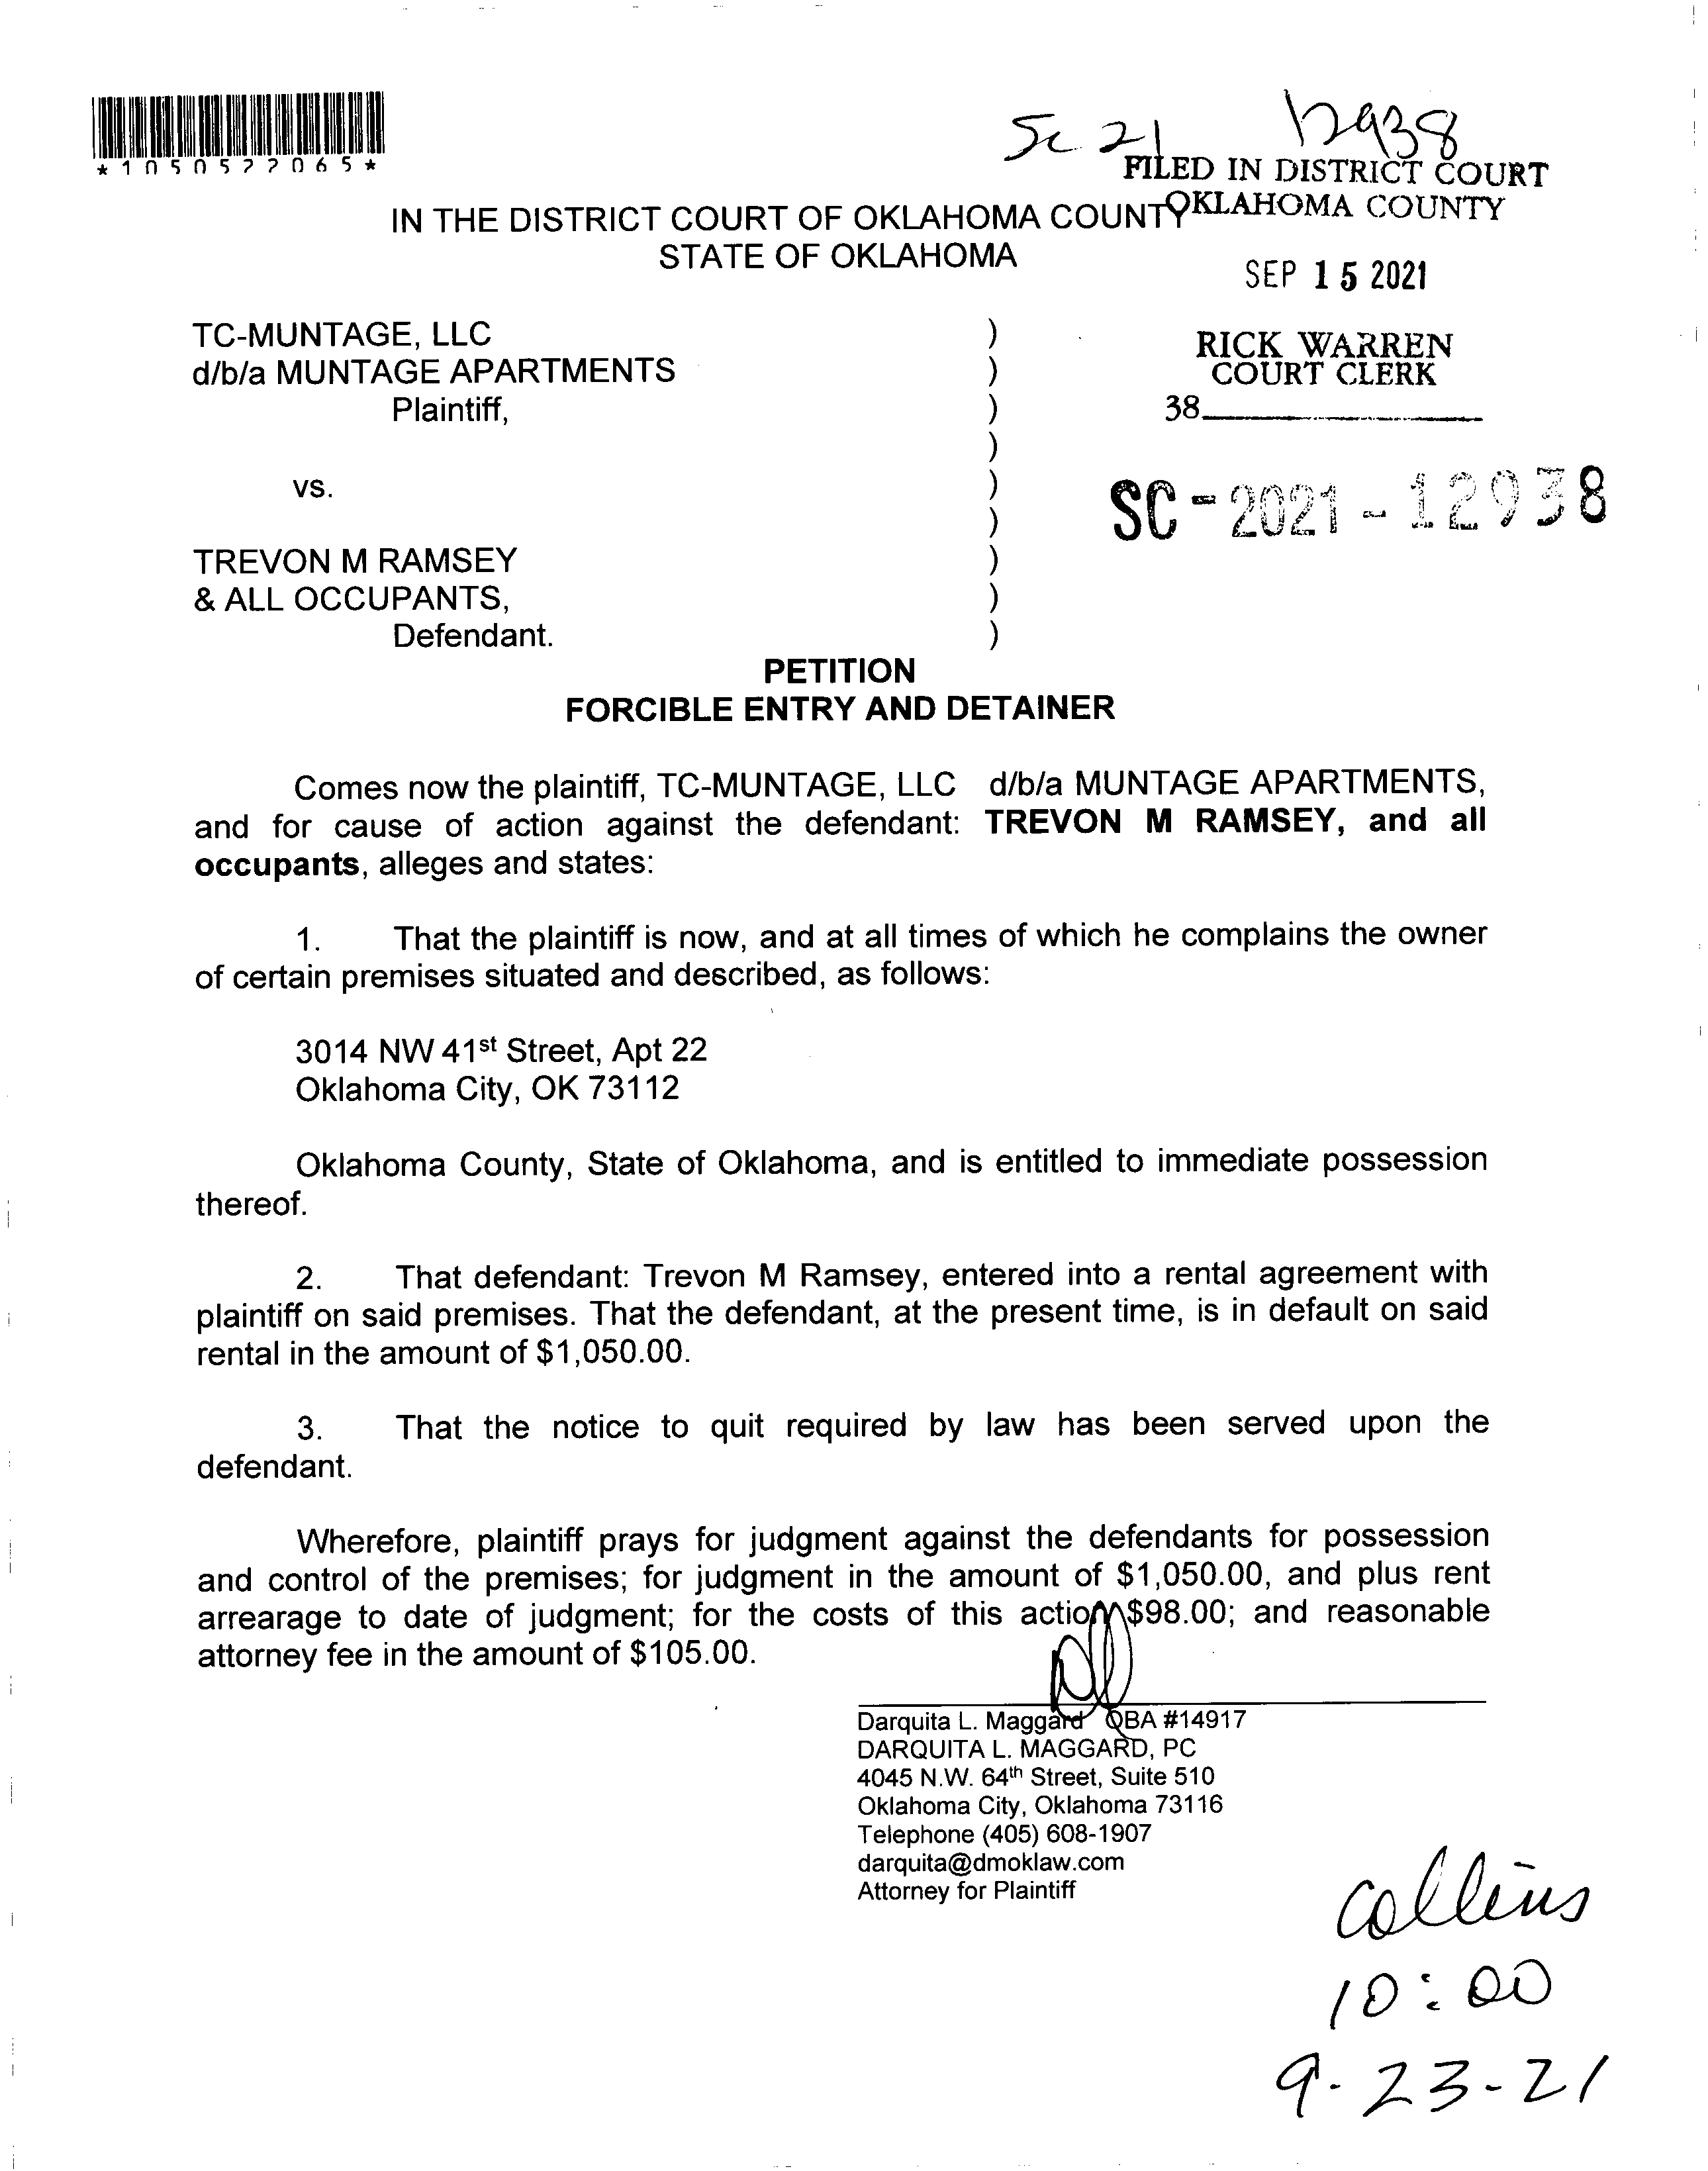 *1050577065*
Sc 21 12938
FILED IN DISTRICT COURT
OKLAHOMA COUNTY
IN THE DISTRICT COURT OF OKLAHOMA COUNTY
STATE OF OKLAHOMA
SEP 15 2021
TC-MUNTAGE, LLC )
d/b/a MUNTAGE APARTMENTS )
Plaintiff, )
)
vs. )
)
TREVON M RAMSEY )
& ALL OCCUPANTS, )
Defendant. )
RICK WARREN
COURT CLERK
38
SC-2021-12938
PETITION
FORCIBLE ENTRY AND DETAINER
Comes now the plaintiff, TC-MUNTAGE, LLC d/b/a MUNTAGE APARTMENTS,
and for cause of action against the defendant: TREVON M RAMSEY, and all
occupants, alleges and states:
1. That the plaintiff is now, and at all times of which he complains the owner
of certain premises situated and described, as follows:
3014 NW 41st Street, Apt 22
Oklahoma City, OK 73112
Oklahoma County, State of Oklahoma, and is entitled to immediate possession
thereof.
2. That defendant: Trevon M Ramsey, entered into a rental agreement with
plaintiff on said premises. That the defendant, at the present time, is in default on said
rental in the amount of $1,050.00.
3. That the notice to quit required by law has been served upon the
defendant.
Wherefore, plaintiff prays for judgment against the defendants for possession
and control of the premises; for judgment in the amount of $1,050.00, and plus rent
arrearage to date of judgment; for the costs of this action $98.00; and reasonable
attorney fee in the amount of $105.00.
Darquita L. Maggard OBA #14917
DARQUITA L. MAGGARD, PC
4045 N.W. 64th Street, Suite 510
Oklahoma City, Oklahoma 73116
Telephone (405) 608-1907
darquita@dmoklaw.com
Attorney for Plaintiff
Collins
10:00
9-23-21